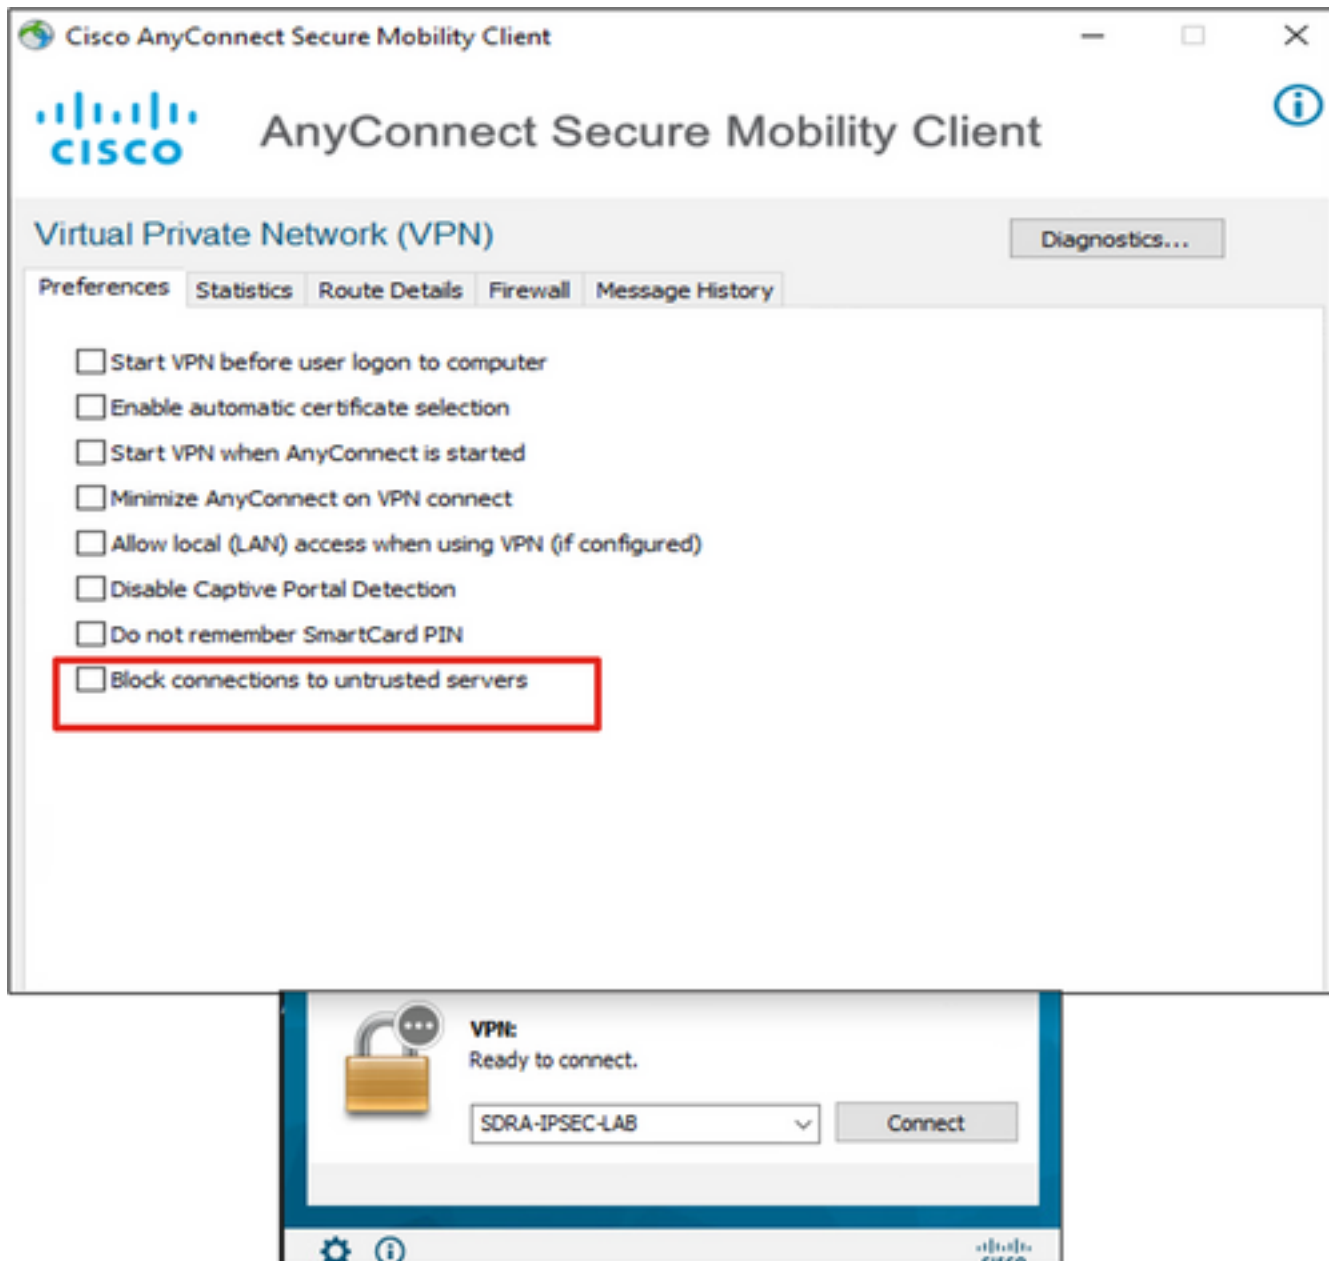 Cisco AnyConnect Secure Mobility Client
CISCO
AnyConnect Secure Mobility Client
Virtual Private Network (VPN)
Diagnostics...
Preferences Statistics Route Details Firewall Message History
Start VPN before user logon to computer
Enable automatic certificate selection
Start VPN when AnyConnect is started
Minimize AnyConnect on VPN connect
Allow local (LAN) access when using VPN (if configured)
Disable Captive Portal Detection
Do not remember SmartCard PIN
Block connections to untrusted servers
VPN:
Ready to connect.
SDRA-IPSEC-LAB
Connect
CISCO